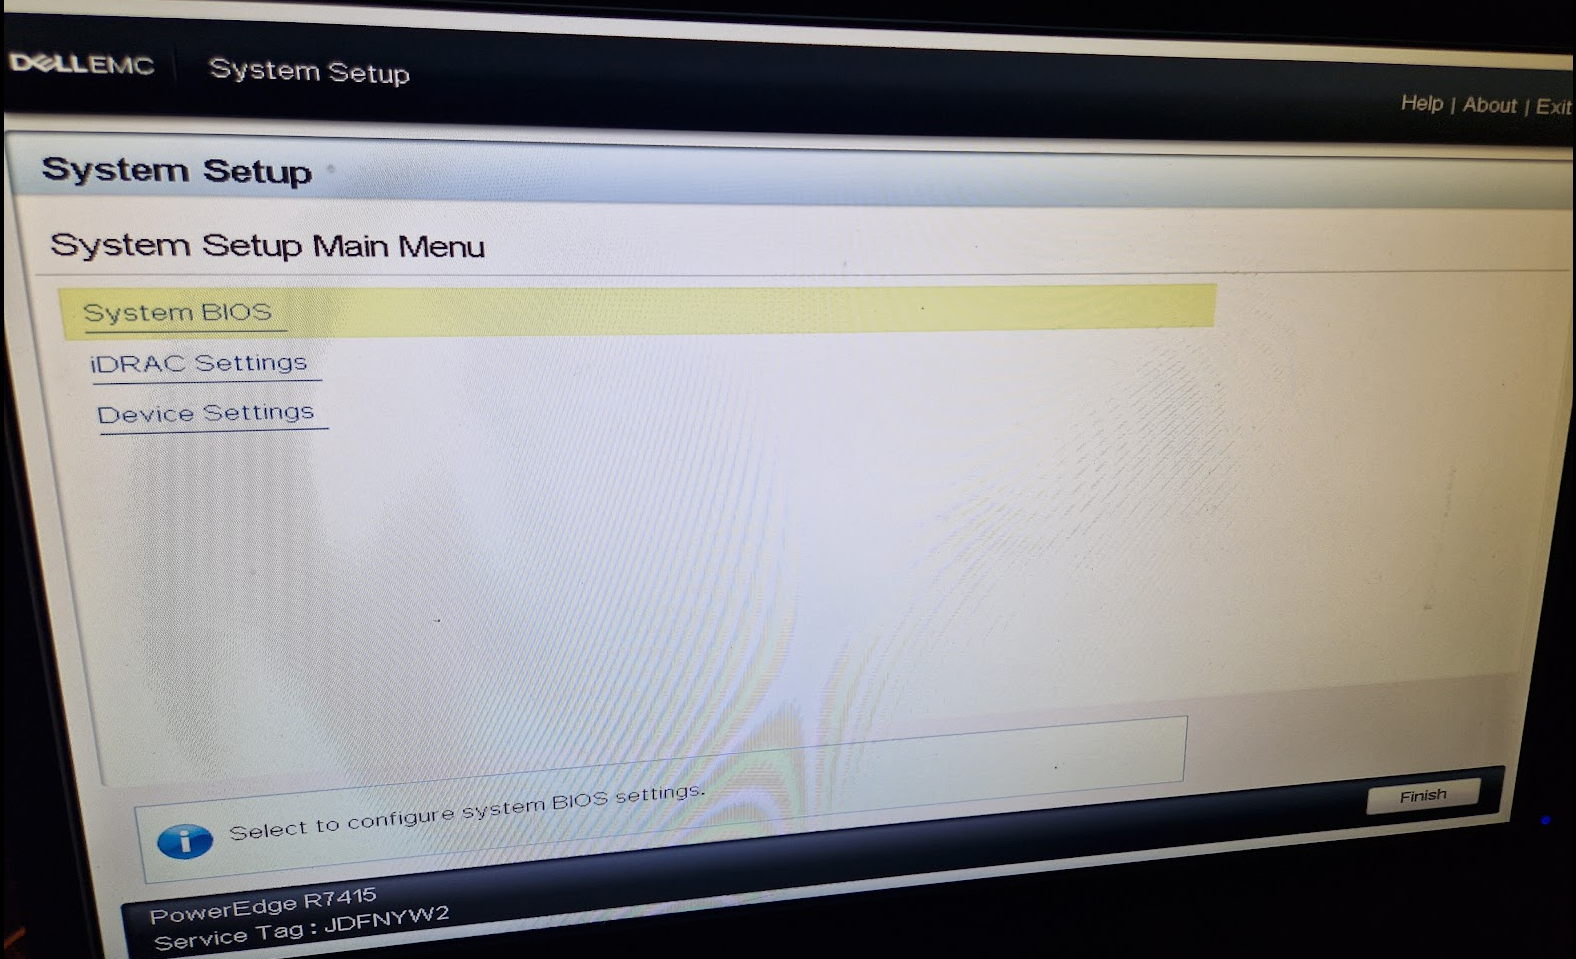 DELLEMC System Setup
Help | About | Exit
System Setup
System Setup Main Menu
System BIOS
iDRAC Settings
Device Settings
Select to configure system BIOS settings.
Finish
PowerEdge R7415
Service Tag : JDFNYW2